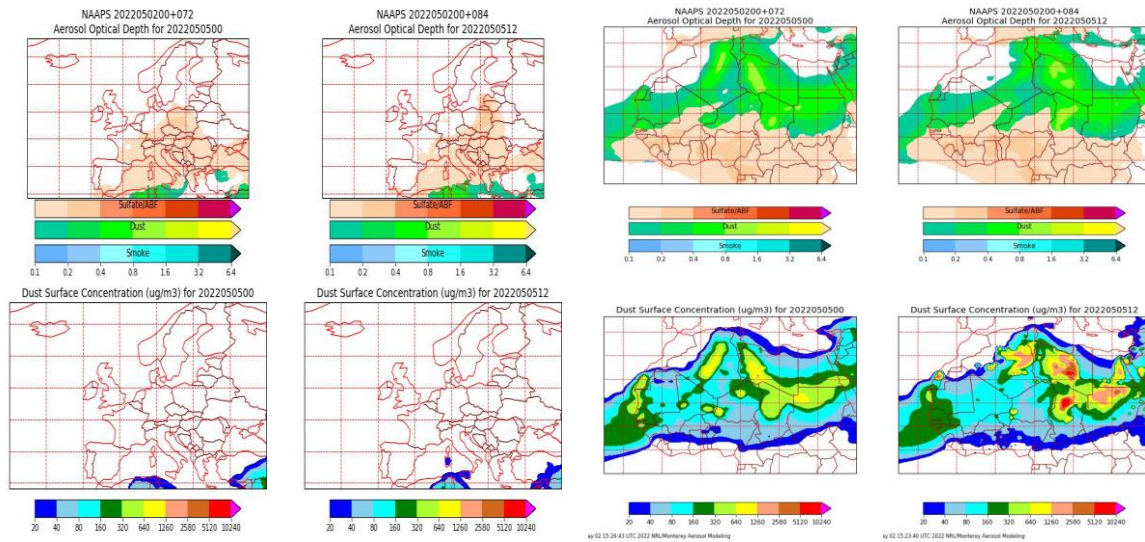 NAAPS 2022050200+072
Aerosol Optical Depth for 2022050500
NAAPS 2022050200+084
Aerosol Optical Depth for 2022050512
NAAPS 2022050200+072
Aerosol Optical Depth for 2022050500
NAAPS 2022050200+084
Aerosol Optical Depth for 2022050512
Sulfate/ABF
Dust
Smoke
0.1 0.2 0.4 0.8 1.6 3.2 6.4
Sulfate/ABF
Dust
Smoke
0.1 0.2 0.4 0.8 1.6 3.2 6.4
Sulfate/ABF
Dust
Smoke
0.1 0.2 0.4 0.8 1.6 3.2 6.4
Sulfate/ABF
Dust
Smoke
0.1 0.2 0.4 0.8 1.6 3.2 6.4
Dust Surface Concentration (ug/m3) for 2022050500
Dust Surface Concentration (ug/m3) for 2022050512
Dust Surface Concentration (ug/m3) for 2022050500
Dust Surface Concentration (ug/m3) for 2022050512
20 40 80 160 320 640 1260 2580 5120 10240
20 40 80 160 320 640 1260 2580 5120 10240
20 40 80 160 320 640 1260 2580 5120 10240
20 40 80 160 320 640 1260 2580 5120 10240
ay 02 15:26:43 UTC 2022 NRL/Monterey Aerosol Modeling
ay 02 15:23:40 UTC 2022 NRL/Monterey Aerosol Modeling